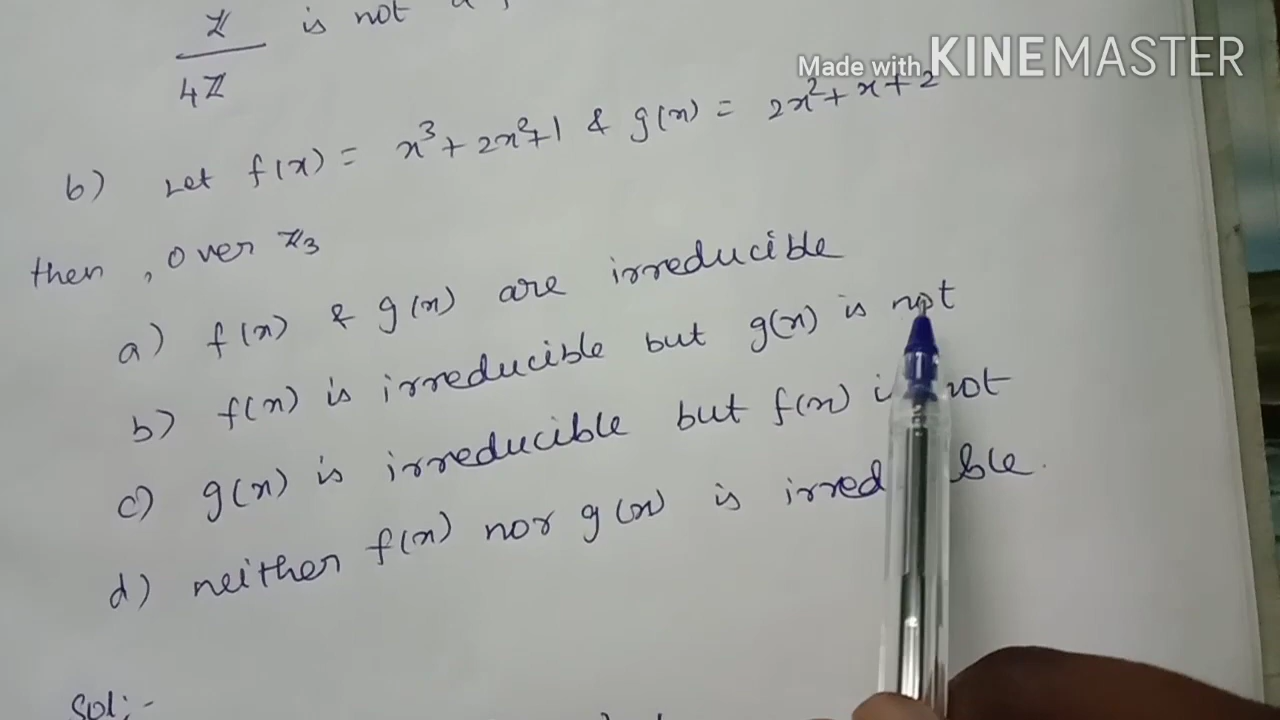 Made with KINEMASTER
ℤ/4ℤ is not a
6) Let f(x) = x³ + 2x² + 1 & g(x) = 2x² + x + 2
then, over ℤ₃
a) f(x) & g(x) are irreducible
b) f(x) is irreducible but g(x) is not
c) g(x) is irreducible but f(x) i not
d) neither f(x) nor g(x) is irred ble.
Sol:-